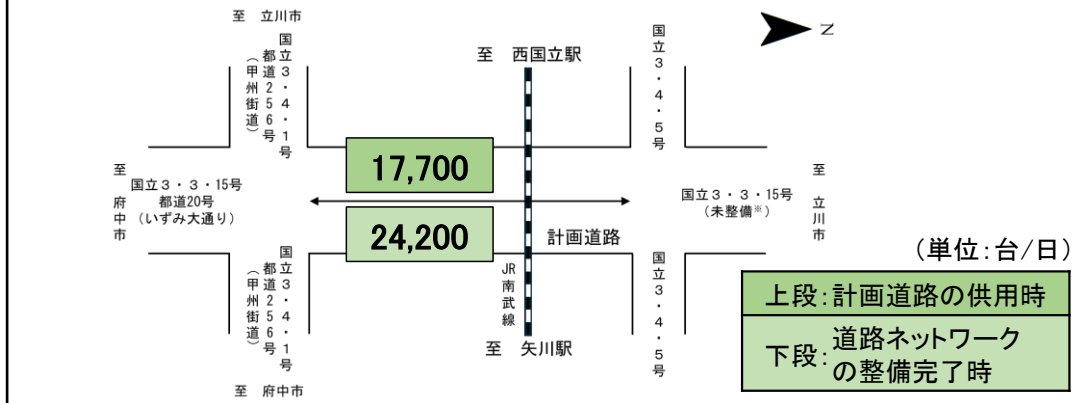 至 立川市
国立3・4・1号
都道256号
(甲州街道)
至 西国立駅
国立3・4・5号
N
17,700
至 府中市
国立3・3・15号
都道20号
(いずみ大通り)
国立3・3・15号
(未整備※)
至 立川市
24,200
計画道路
国立3・4・1号
都道256号
(甲州街道)
JR南武線
国立3・4・5号
至 矢川駅
至 府中市
(単位:台/日)
上段:計画道路の供用時
下段:道路ネットワーク
の整備完了時